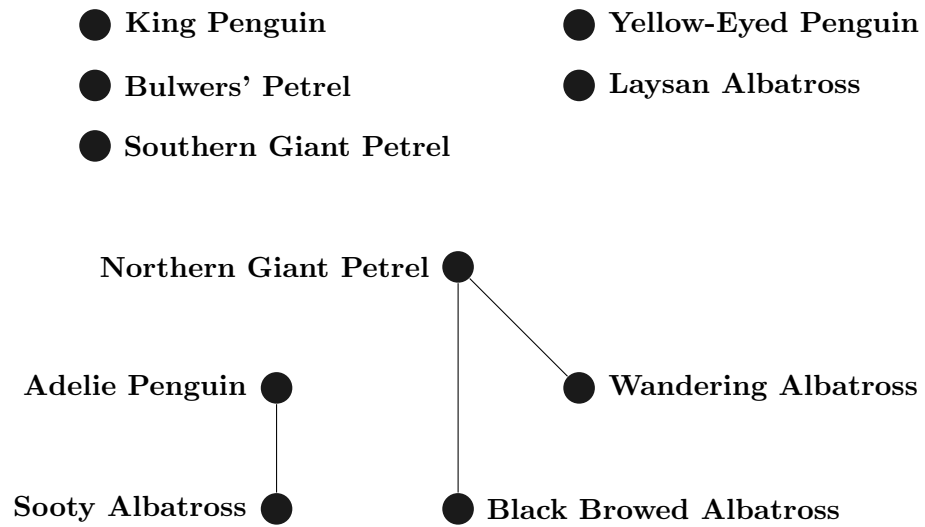 King Penguin
Yellow-Eyed Penguin
Bulwers' Petrel
Laysan Albatross
Southern Giant Petrel
Northern Giant Petrel
Adelie Penguin
Wandering Albatross
Sooty Albatross
Black Browed Albatross